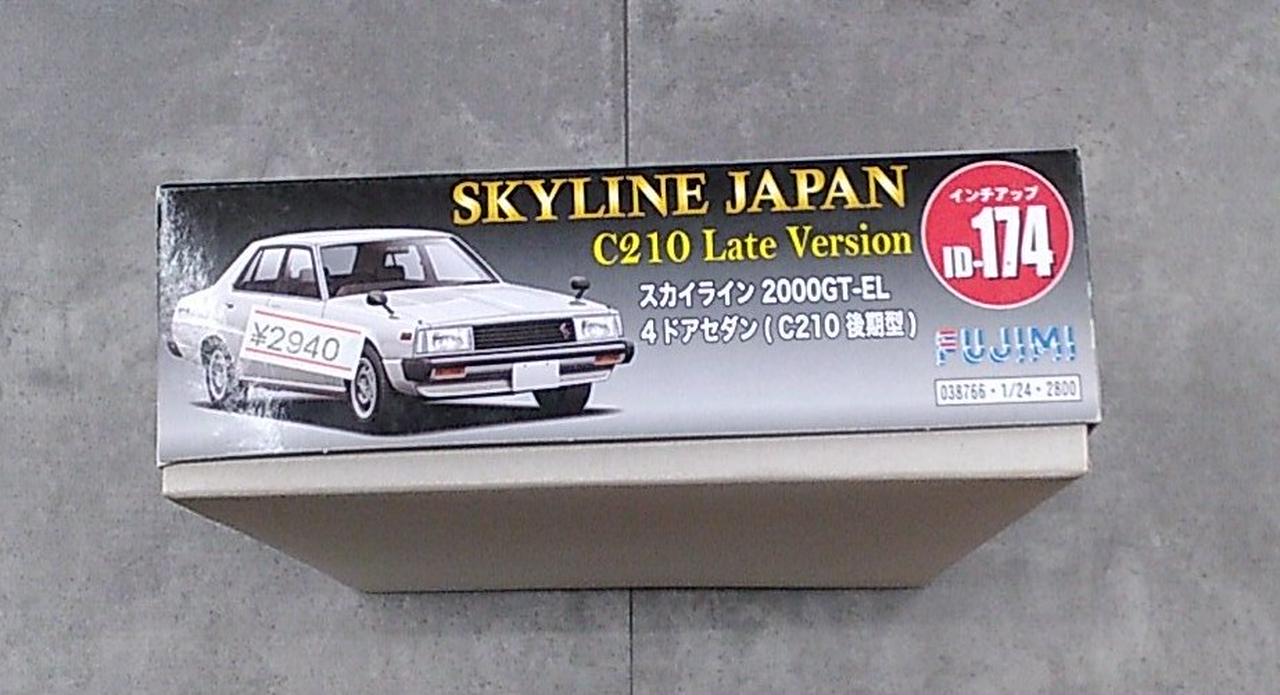 SKYLINE JAPAN
C210 Late Version
スカイライン 2000GT-EL
4ドアセダン ( C210 後期型 )
インチアップ
ID-174
¥2940
FUJIMI
038766・1/24・2800